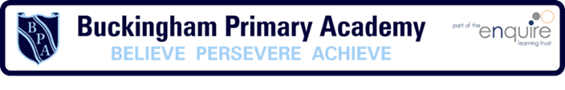 BPA
Buckingham Primary Academy
BELIEVE PERSEVERE ACHIEVE
part of the
enquire
learning trust